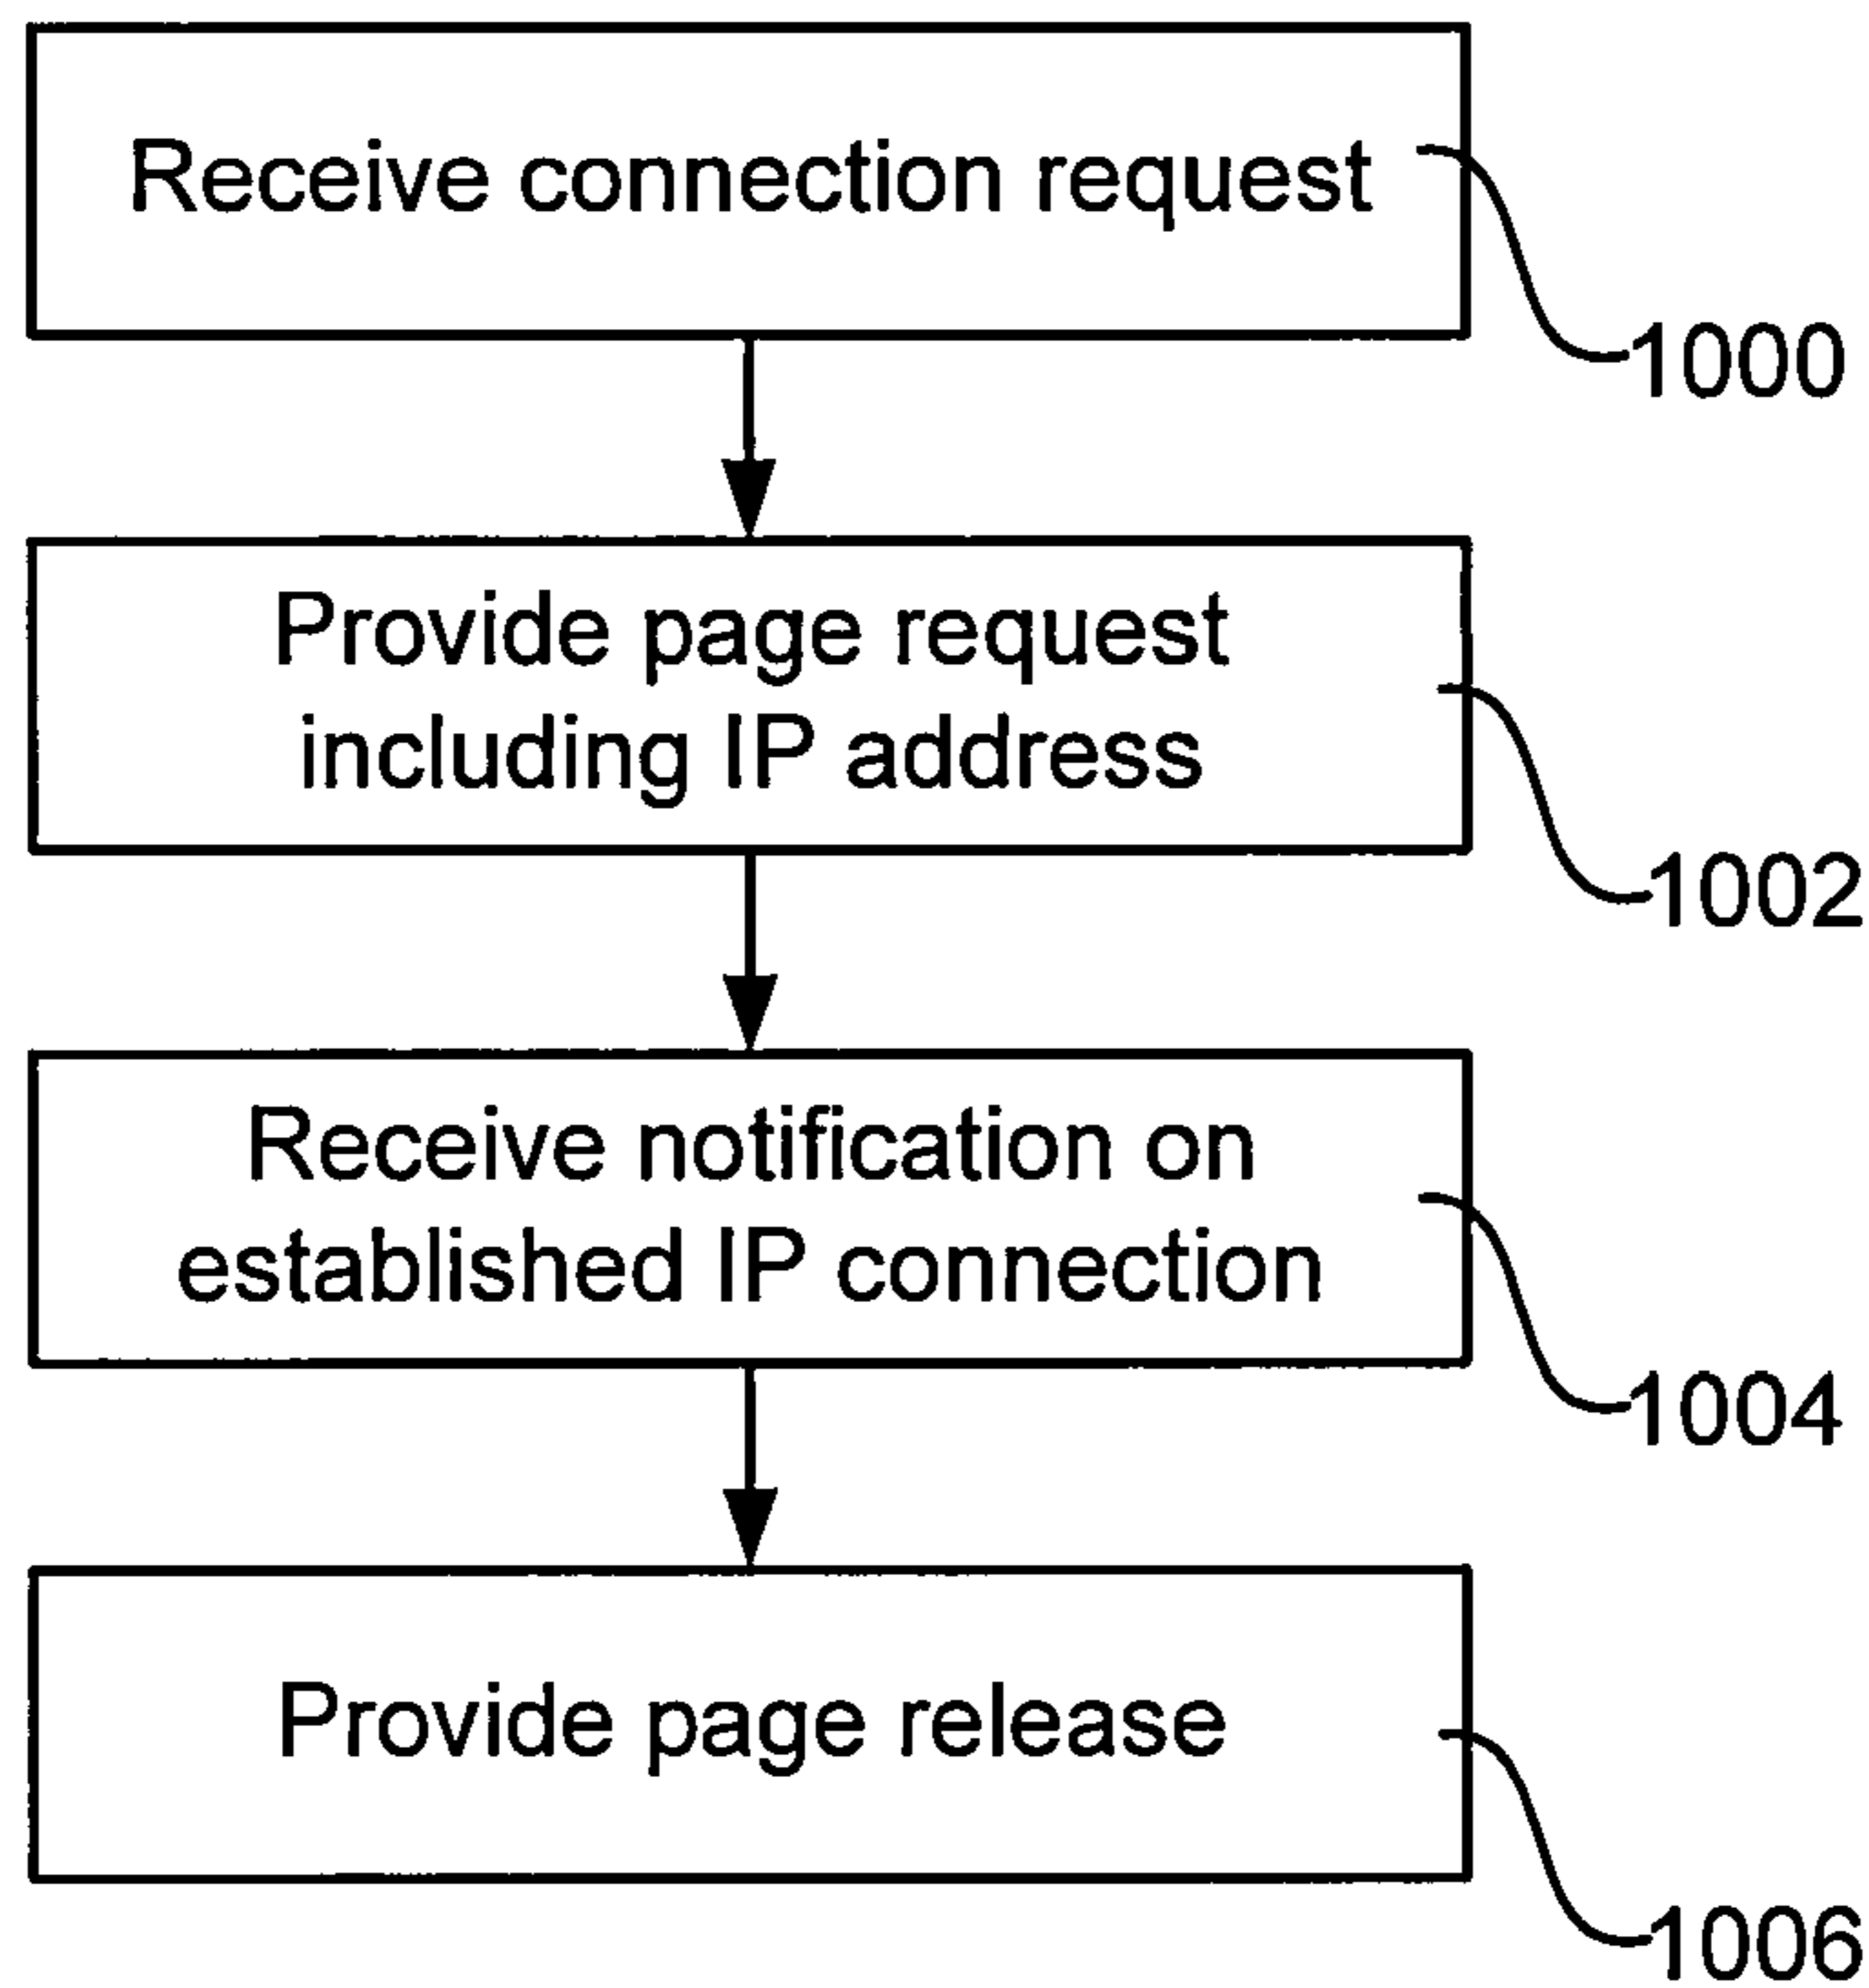 Receive connection request
1000
Provide page request
including IP address
1002
Receive notification on
established IP connection
1004
Provide page release
1006